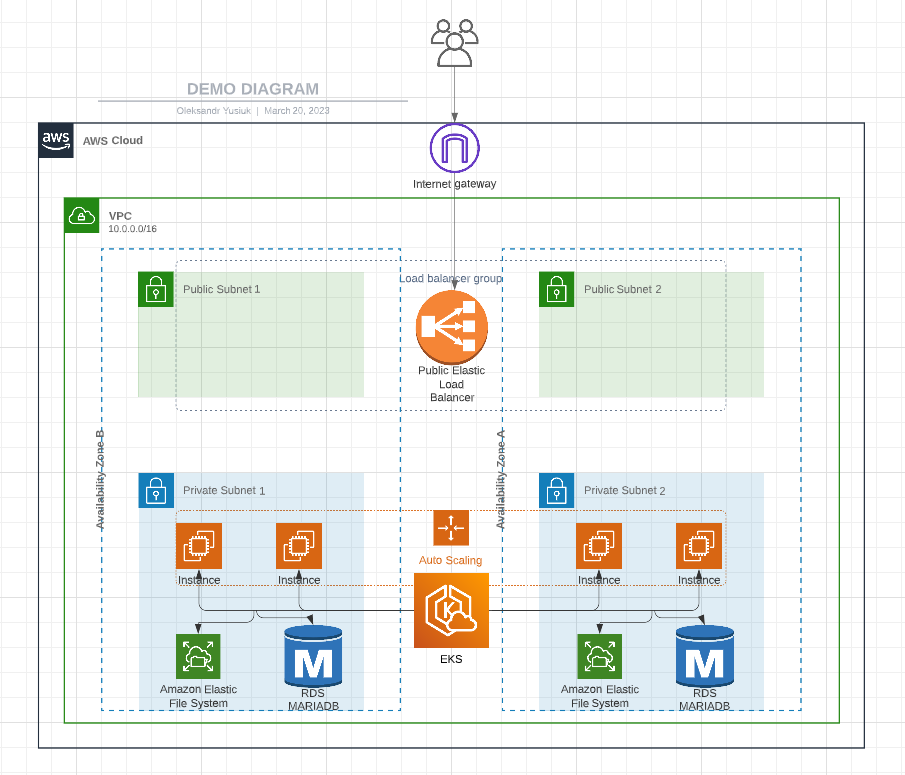 DEMO DIAGRAM
Oleksandr Yusiuk | March 20, 2023
aws
AWS Cloud
Internet gateway
VPC
10.0.0.0/16
Load balancer group
Public Subnet 1
Public Subnet 2
Public Elastic
Load
Balancer
Availability Zone B
Availability Zone A
Private Subnet 1
Private Subnet 2
Auto Scaling
Instance
Instance
Instance
Instance
K
EKS
M
M
Amazon Elastic
File System
RDS
MARIADB
Amazon Elastic
File System
RDS
MARIADB